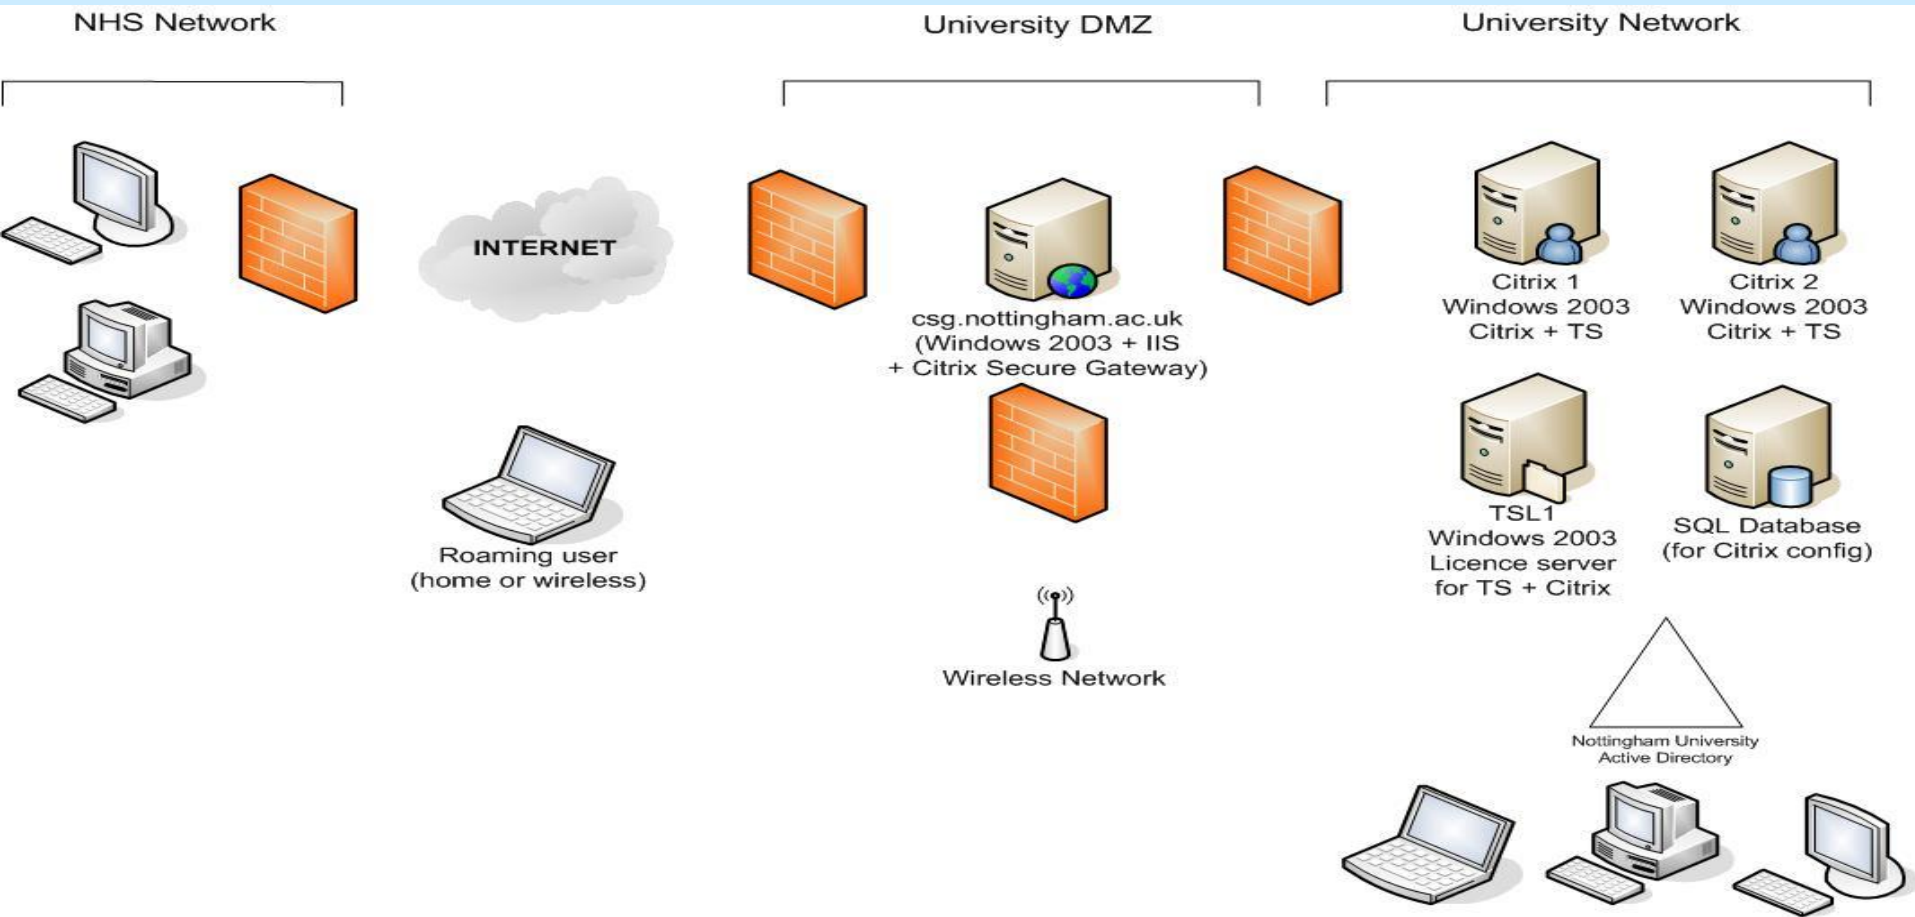 NHS Network
University DMZ
University Network
INTERNET
csg.nottingham.ac.uk
(Windows 2003 + IIS
+ Citrix Secure Gateway)
Citrix 1
Windows 2003
Citrix + TS
Citrix 2
Windows 2003
Citrix + TS
Roaming user
(home or wireless)
TSL1
Windows 2003
Licence server
for TS + Citrix
SQL Database
(for Citrix config)
Wireless Network
Nottingham University
Active Directory